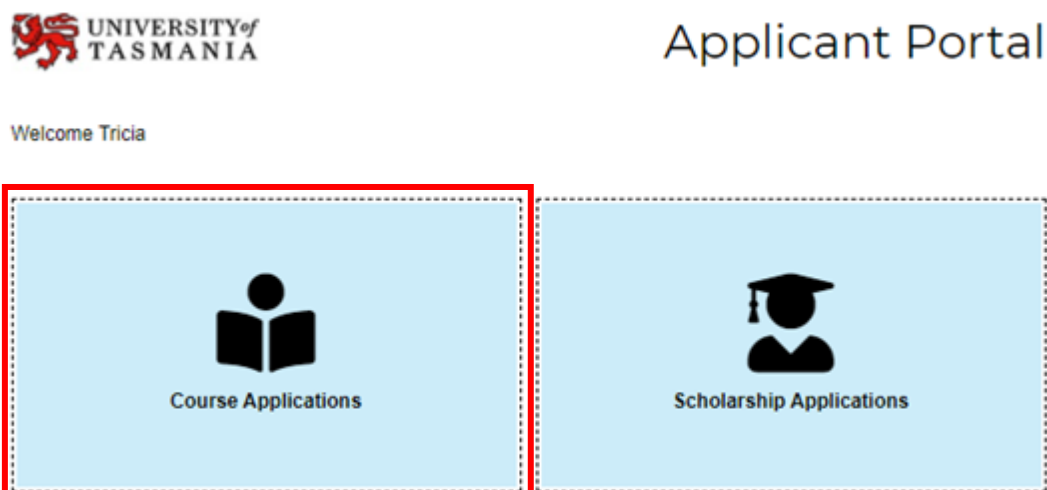 UNIVERSITY of
TASMANIA
Applicant Portal
Welcome Tricia
Course Applications
Scholarship Applications